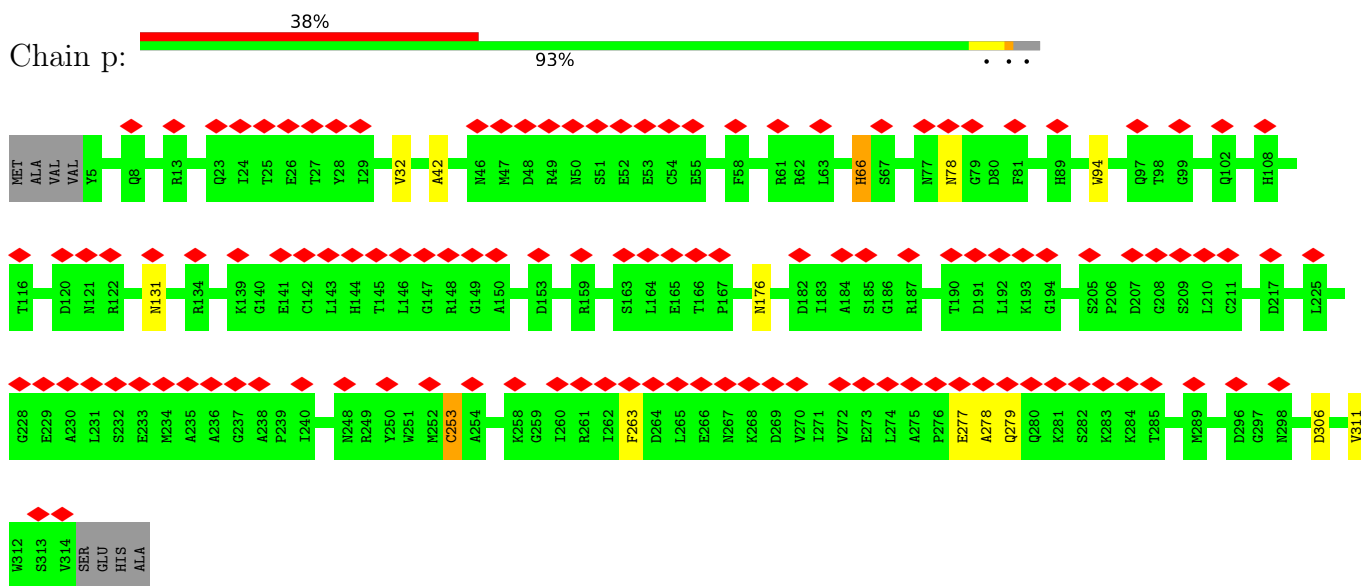 38%
Chain p:
93%
MET ALA VAL VAL Y5 Q8 R13 Q23 I24 T25 E26 T27 Y28 I29 V32 A42 N46 M47 D48 R49 N50 S51 E52 E53 C54 E55 F58 R61 R62 L63 H66 S67 N77 N78 G79 D80 F81 H89 W94 Q97 T98 G99 Q102 H108
T116 D120 N121 R122 N131 R134 K139 G140 E141 C142 L143 H144 T145 L146 G147 R148 G149 A150 D153 R159 S163 L164 E165 T166 P167 N176 D182 I183 A184 S185 G186 R187 T190 D191 L192 K193 G194 S205 P206 D207 G208 S209 L210 C211 D217 L225
G228 E229 A230 L231 S232 E233 M234 A235 A236 G237 A238 P239 I240 N248 R249 Y250 W251 M252 C253 A254 K258 G259 I260 R261 I262 F263 D264 L265 E266 N267 K268 D269 V270 I271 V272 E273 L274 A275 P276 E277 A278 Q279 Q280 K281 S282 K283 K284 T285 M289 D296 G297 N298 D306 V311
W312 S313 V314 SER GLU HIS ALA